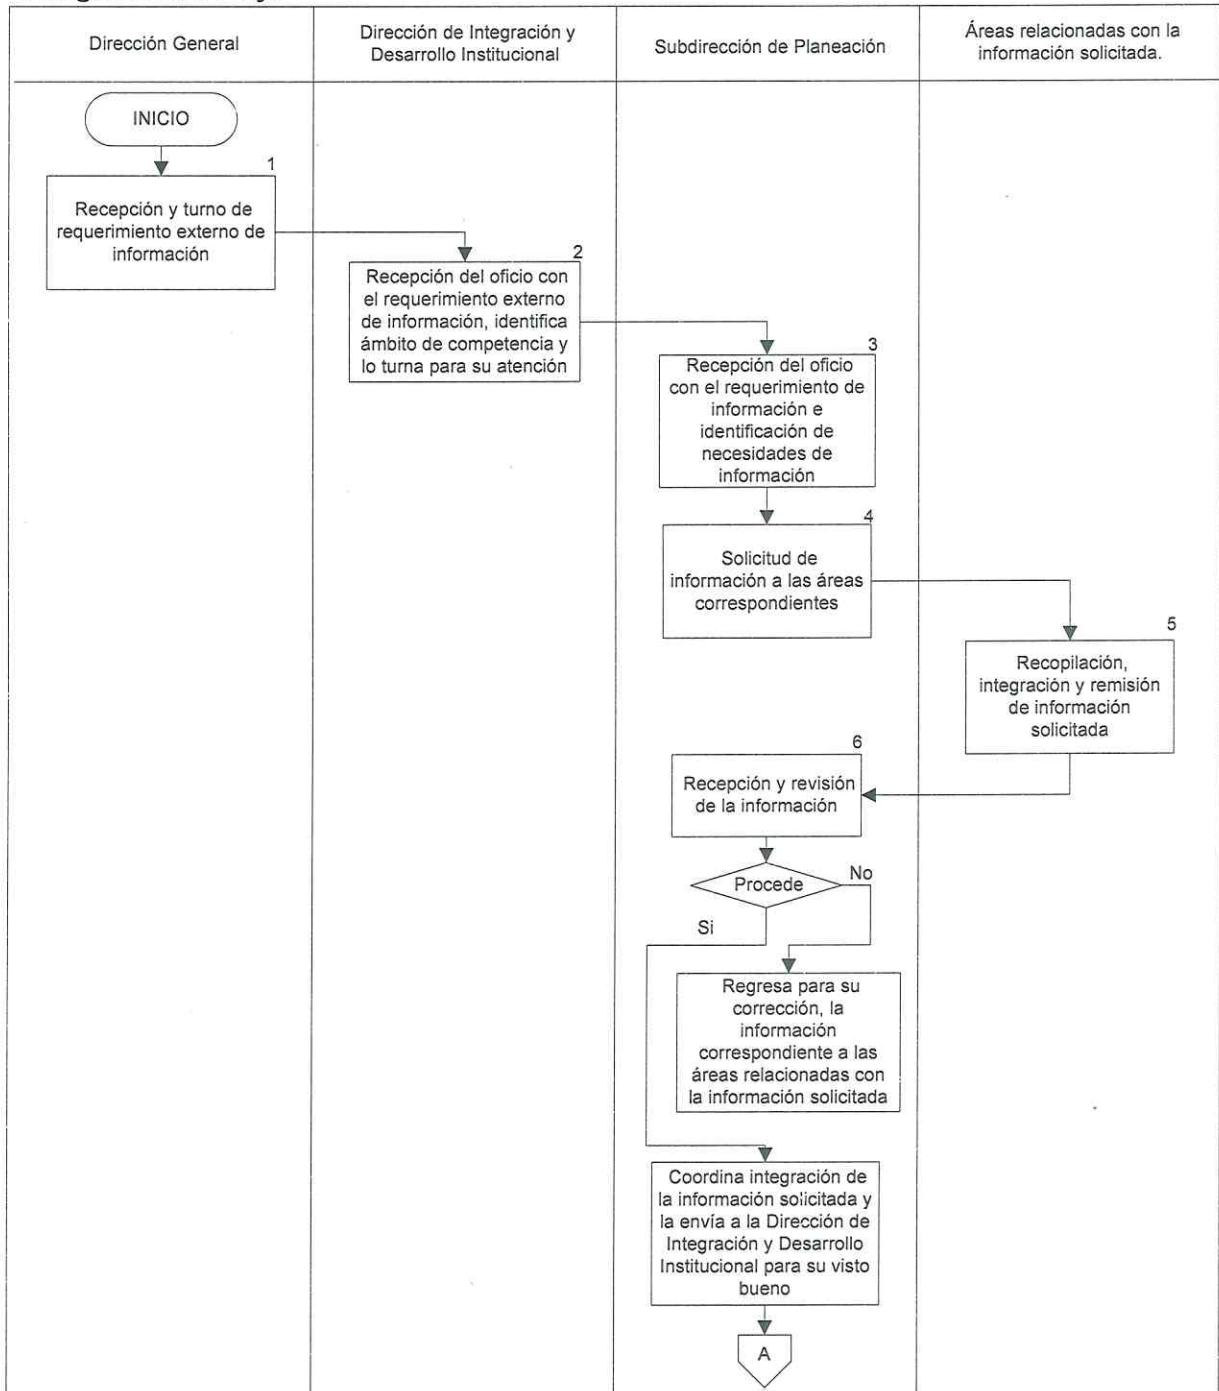 Dirección General
Dirección de Integración y
Desarrollo Institucional
Subdirección de Planeación
Áreas relacionadas con la
información solicitada.
INICIO
1
Recepción y turno de
requerimiento externo de
información
2
Recepción del oficio con
el requerimiento externo
de información, identifica
ámbito de competencia y
lo turna para su atención
3
Recepción del oficio
con el requerimiento de
información e
identificación de
necesidades de
información
4
Solicitud de
información a las áreas
correspondientes
5
Recopilación,
integración y remisión
de información
solicitada
6
Recepción y revisión
de la información
Procede
No
Si
Regresa para su
corrección, la
información
correspondiente a las
áreas relacionadas con
la información solicitada
Coordina integración de
la información solicitada y
la envía a la Dirección de
Integración y Desarrollo
Institucional para su visto
bueno
A